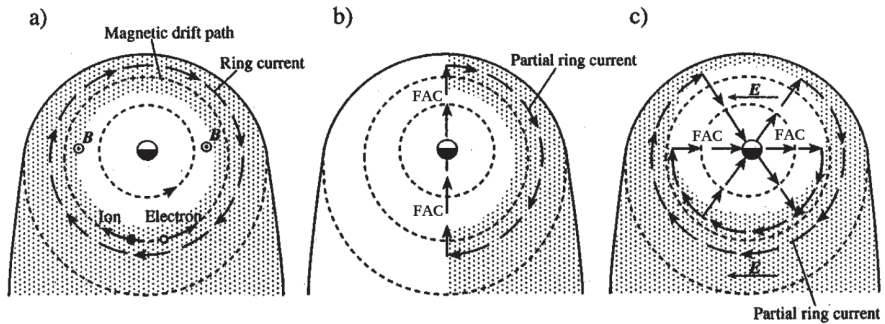 a)
Magnetic drift path
Ring current
B
B
Ion
Electron
b)
Partial ring current
FAC
FAC
c)
E
FAC
FAC
E
Partial ring current